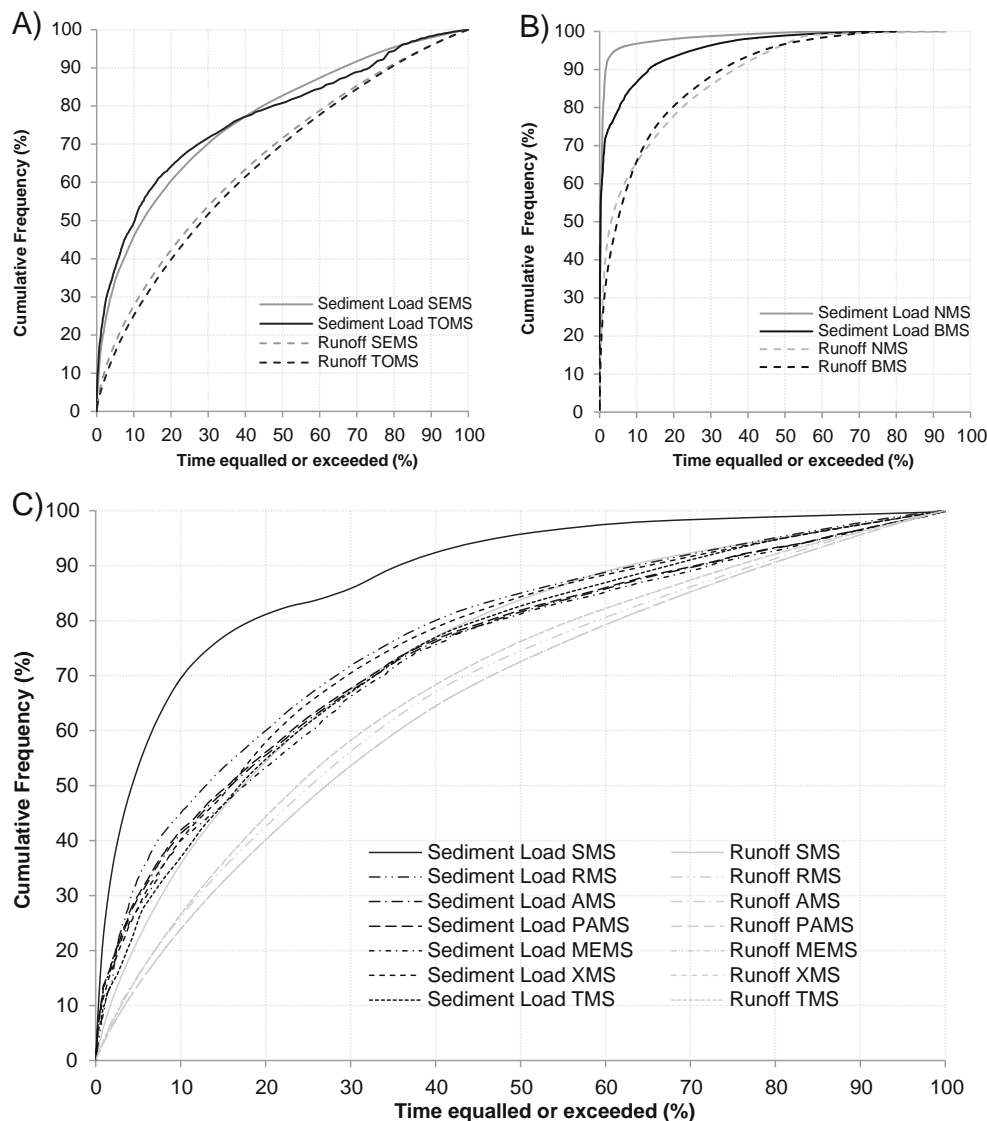 A)
100
90
80
70
60
50
40
30
20
10
0
Cumulative Frequency (%)
Sediment Load SEMS
Sediment Load TOMS
Runoff SEMS
Runoff TOMS
0 10 20 30 40 50 60 70 80 90 100
Time equalled or exceeded (%)
B)
100
90
80
70
60
50
40
30
20
10
0
Cumulative Frequency (%)
Sediment Load NMS
Sediment Load BMS
Runoff NMS
Runoff BMS
0 10 20 30 40 50 60 70 80 90 100
Time equalled or exceeded (%)
C)
100
90
80
70
60
50
40
30
20
10
0
Cumulative Frequency (%)
Sediment Load SMS
Sediment Load RMS
Sediment Load AMS
Sediment Load PAMS
Sediment Load MEMS
Sediment Load XMS
Sediment Load TMS
Runoff SMS
Runoff RMS
Runoff AMS
Runoff PAMS
Runoff MEMS
Runoff XMS
Runoff TMS
0 10 20 30 40 50 60 70 80 90 100
Time equalled or exceeded (%)